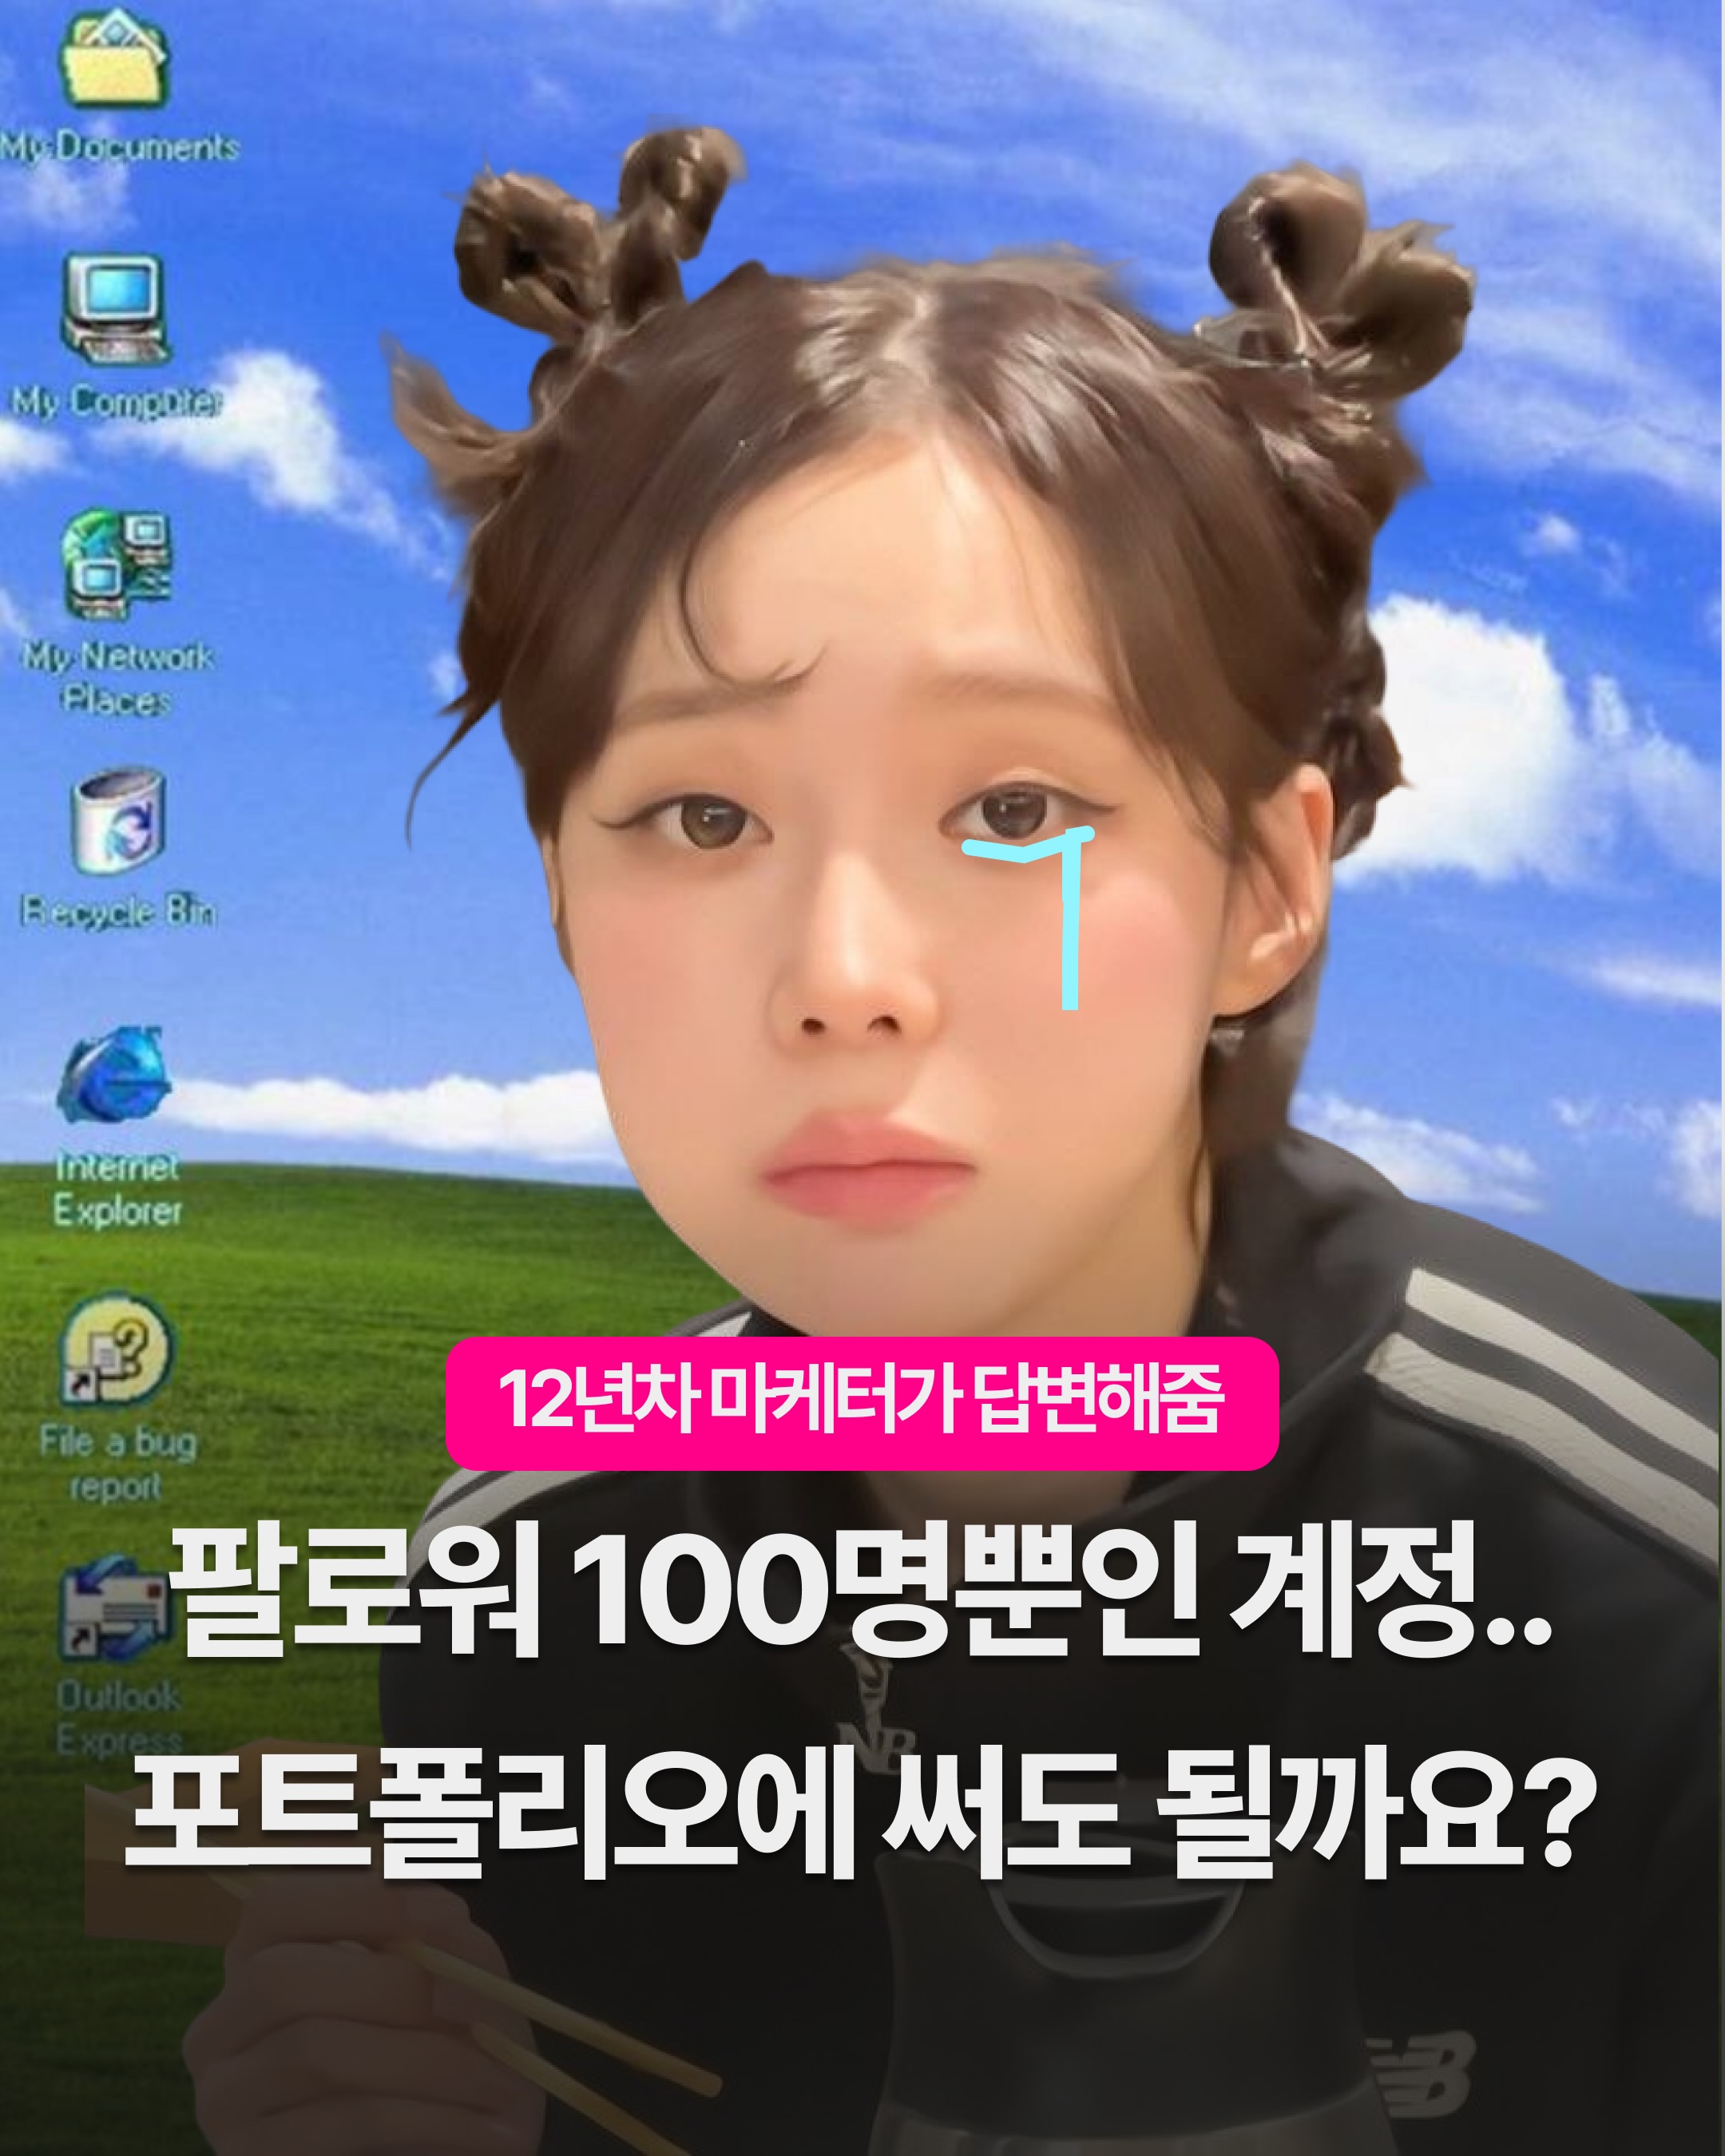 My Documents
My Computer
My Network
Places
Recycle Bin
Internet
Explorer
File a bug
report
Outlook
Express
12년차 마케터가 답변해줌
팔로워 100명뿐인 계정..
포트폴리오에 써도 될까요?
NB
NB